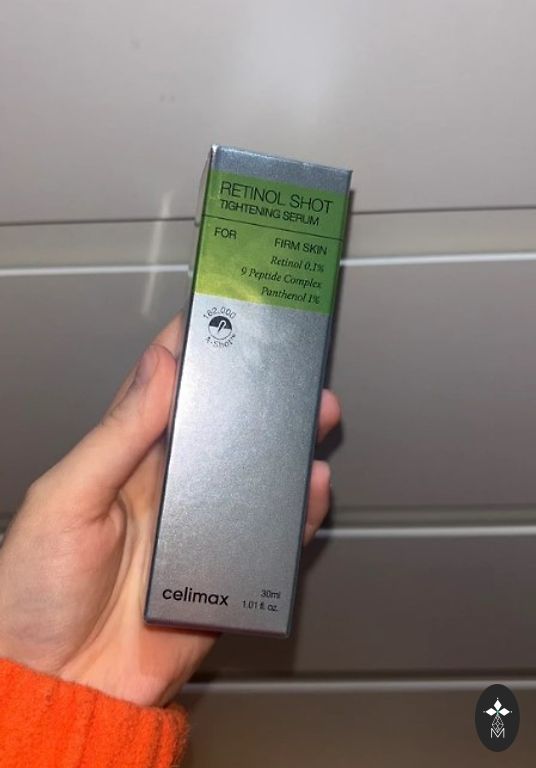 RETINOL SHOT
TIGHTENING SERUM
FOR FIRM SKIN
Retinol 0.1%
9 Peptide Complex
Panthenol 1%
162,000
A-Shot™
celimax
30ml
1.01 fl. oz.
M